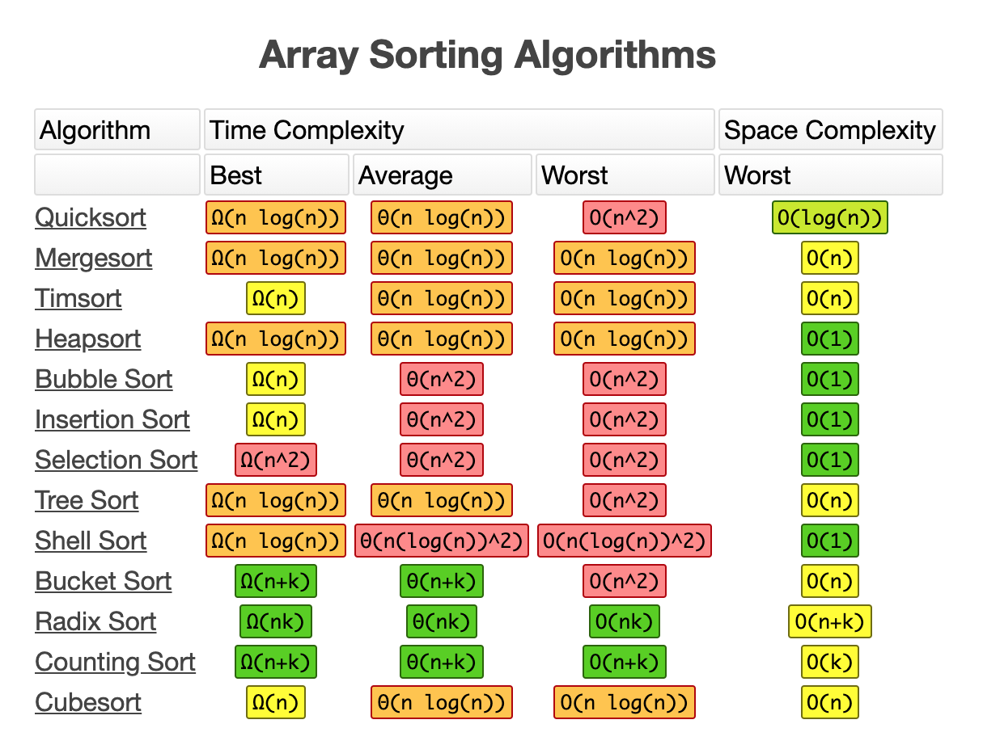 Array Sorting Algorithms
Algorithm Time Complexity Space Complexity
Best Average Worst Worst
Quicksort Ω(n log(n)) Θ(n log(n)) O(n^2) O(log(n))
Mergesort Ω(n log(n)) Θ(n log(n)) O(n log(n)) O(n)
Timsort Ω(n) Θ(n log(n)) O(n log(n)) O(n)
Heapsort Ω(n log(n)) Θ(n log(n)) O(n log(n)) O(1)
Bubble Sort Ω(n) Θ(n^2) O(n^2) O(1)
Insertion Sort Ω(n) Θ(n^2) O(n^2) O(1)
Selection Sort Ω(n^2) Θ(n^2) O(n^2) O(1)
Tree Sort Ω(n log(n)) Θ(n log(n)) O(n^2) O(n)
Shell Sort Ω(n log(n)) Θ(n(log(n))^2) O(n(log(n))^2) O(1)
Bucket Sort Ω(n+k) Θ(n+k) O(n^2) O(n)
Radix Sort Ω(nk) Θ(nk) O(nk) O(n+k)
Counting Sort Ω(n+k) Θ(n+k) O(n+k) O(k)
Cubesort Ω(n) Θ(n log(n)) O(n log(n)) O(n)